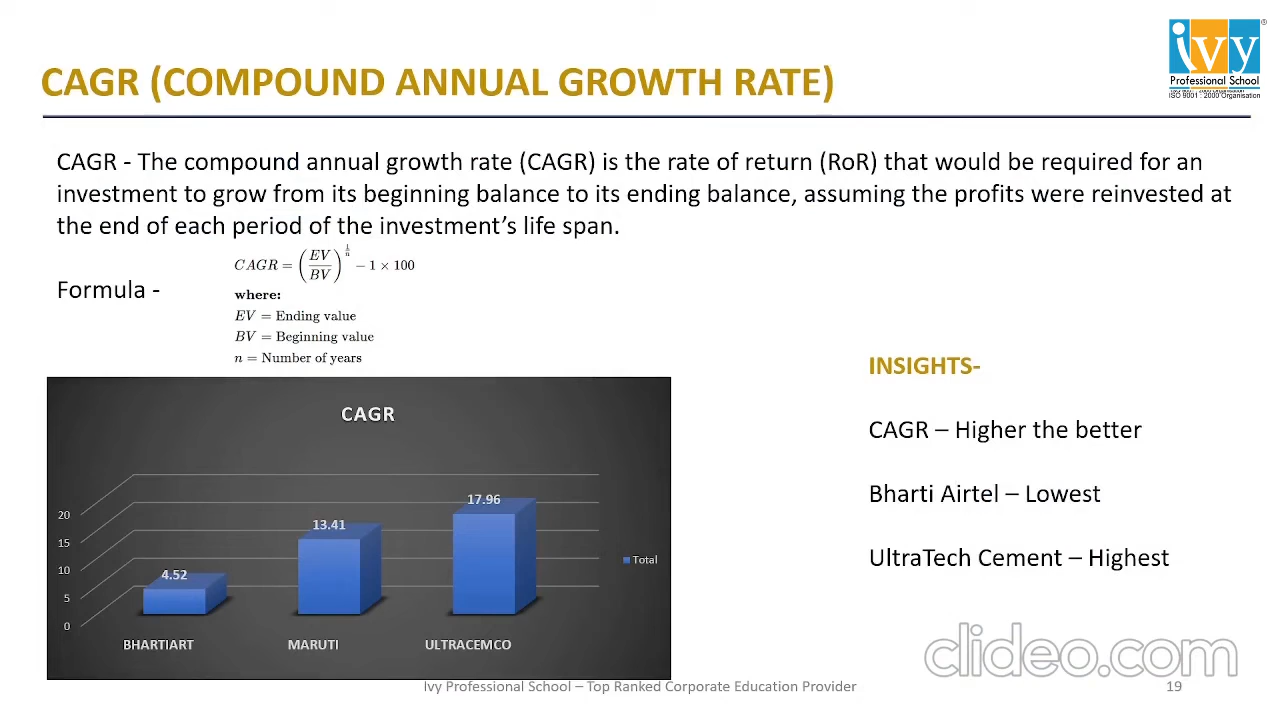 ivy
Professional School
ISO 9001 : 2000 Organisation
CAGR (COMPOUND ANNUAL GROWTH RATE)
CAGR - The compound annual growth rate (CAGR) is the rate of return (RoR) that would be required for an
investment to grow from its beginning balance to its ending balance, assuming the profits were reinvested at
the end of each period of the investment’s life span.
Formula -
CAGR = (EV/BV)^(1/n) − 1 × 100
where:
EV = Ending value
BV = Beginning value
n = Number of years
CAGR
20
15
10
5
0
4.52
13.41
17.96
BHARTIART
MARUTI
ULTRACEMCO
Total
INSIGHTS-
CAGR – Higher the better
Bharti Airtel – Lowest
UltraTech Cement – Highest
clideo.com
Ivy Professional School – Top Ranked Corporate Education Provider
19